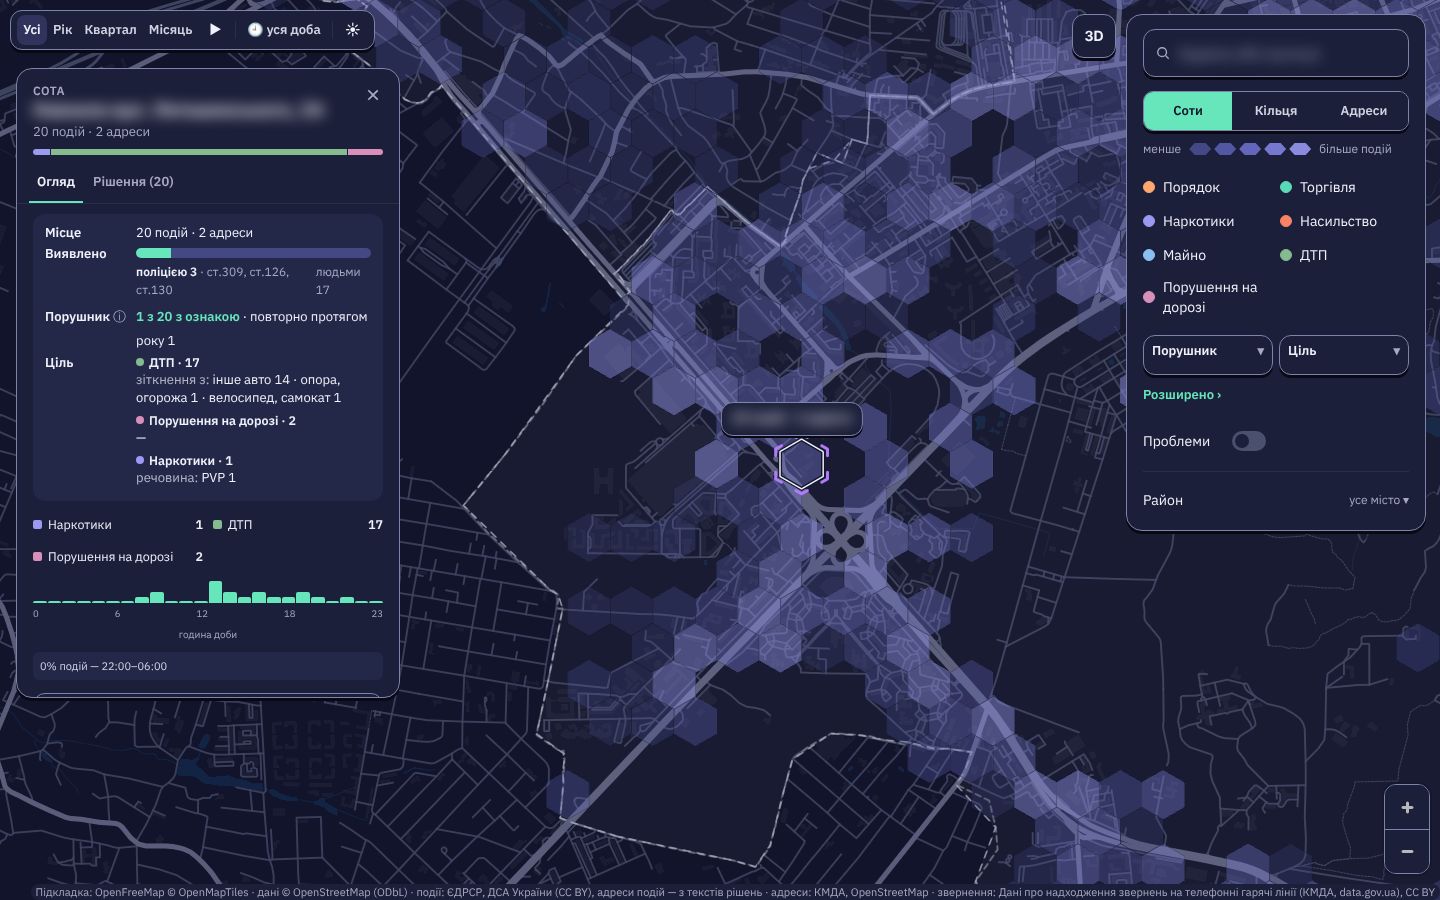 Усі Рік Квартал Місяць ▶ 🕘 уся доба ☀
3D
СОТА
✕
20 подій · 2 адреси
Огляд Рішення (20)
Місце 20 подій · 2 адреси
Виявлено
поліцією 3 · ст.309, ст.126, ст.130
людьми 17
Порушник ⓘ 1 з 20 з ознакою · повторно протягом
року 1
Ціль ДТП · 17
зіткнення з: інше авто 14 · опора,
огорожа 1 · велосипед, самокат 1
Порушення на дорозі · 2
—
Наркотики · 1
речовина: PVP 1
Наркотики 1 ДТП 17
Порушення на дорозі 2
0 6 12 18 23
година доби
0% подій — 22:00–06:00
Соти Кільця Адреси
менше більше подій
Порядок Торгівля
Наркотики Насильство
Майно ДТП
Порушення на
дорозі
Порушник ▾ Ціль ▾
Розширено ›
Проблеми
Район усе місто ▾
+
−
Підкладка: OpenFreeMap © OpenMapTiles · дані © OpenStreetMap (ODbL) · події: ЄДРСР, ДСА України (CC BY), адреси подій — з текстів рішень · адреси: КМДА, OpenStreetMap · звернення: Дані про надходження звернень на телефонні гарячі лінії (КМДА, data.gov.ua), CC BY